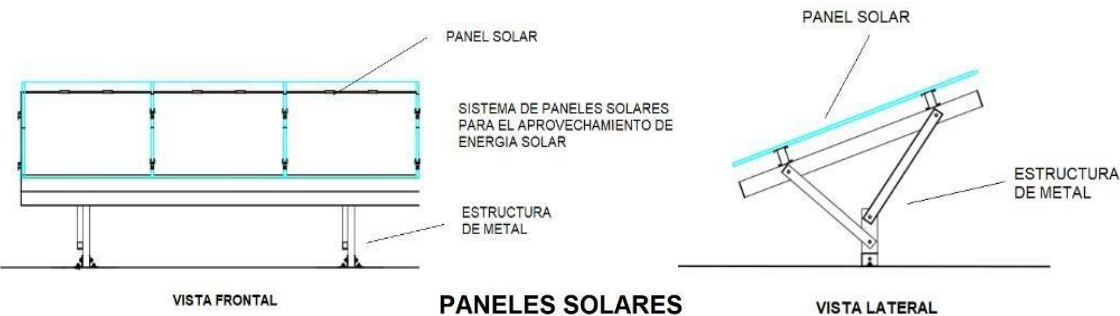 PANEL SOLAR
SISTEMA DE PANELES SOLARES
PARA EL APROVECHAMIENTO DE
ENERGIA SOLAR
ESTRUCTURA
DE METAL
VISTA FRONTAL
PANELES SOLARES
PANEL SOLAR
ESTRUCTURA
DE METAL
VISTA LATERAL